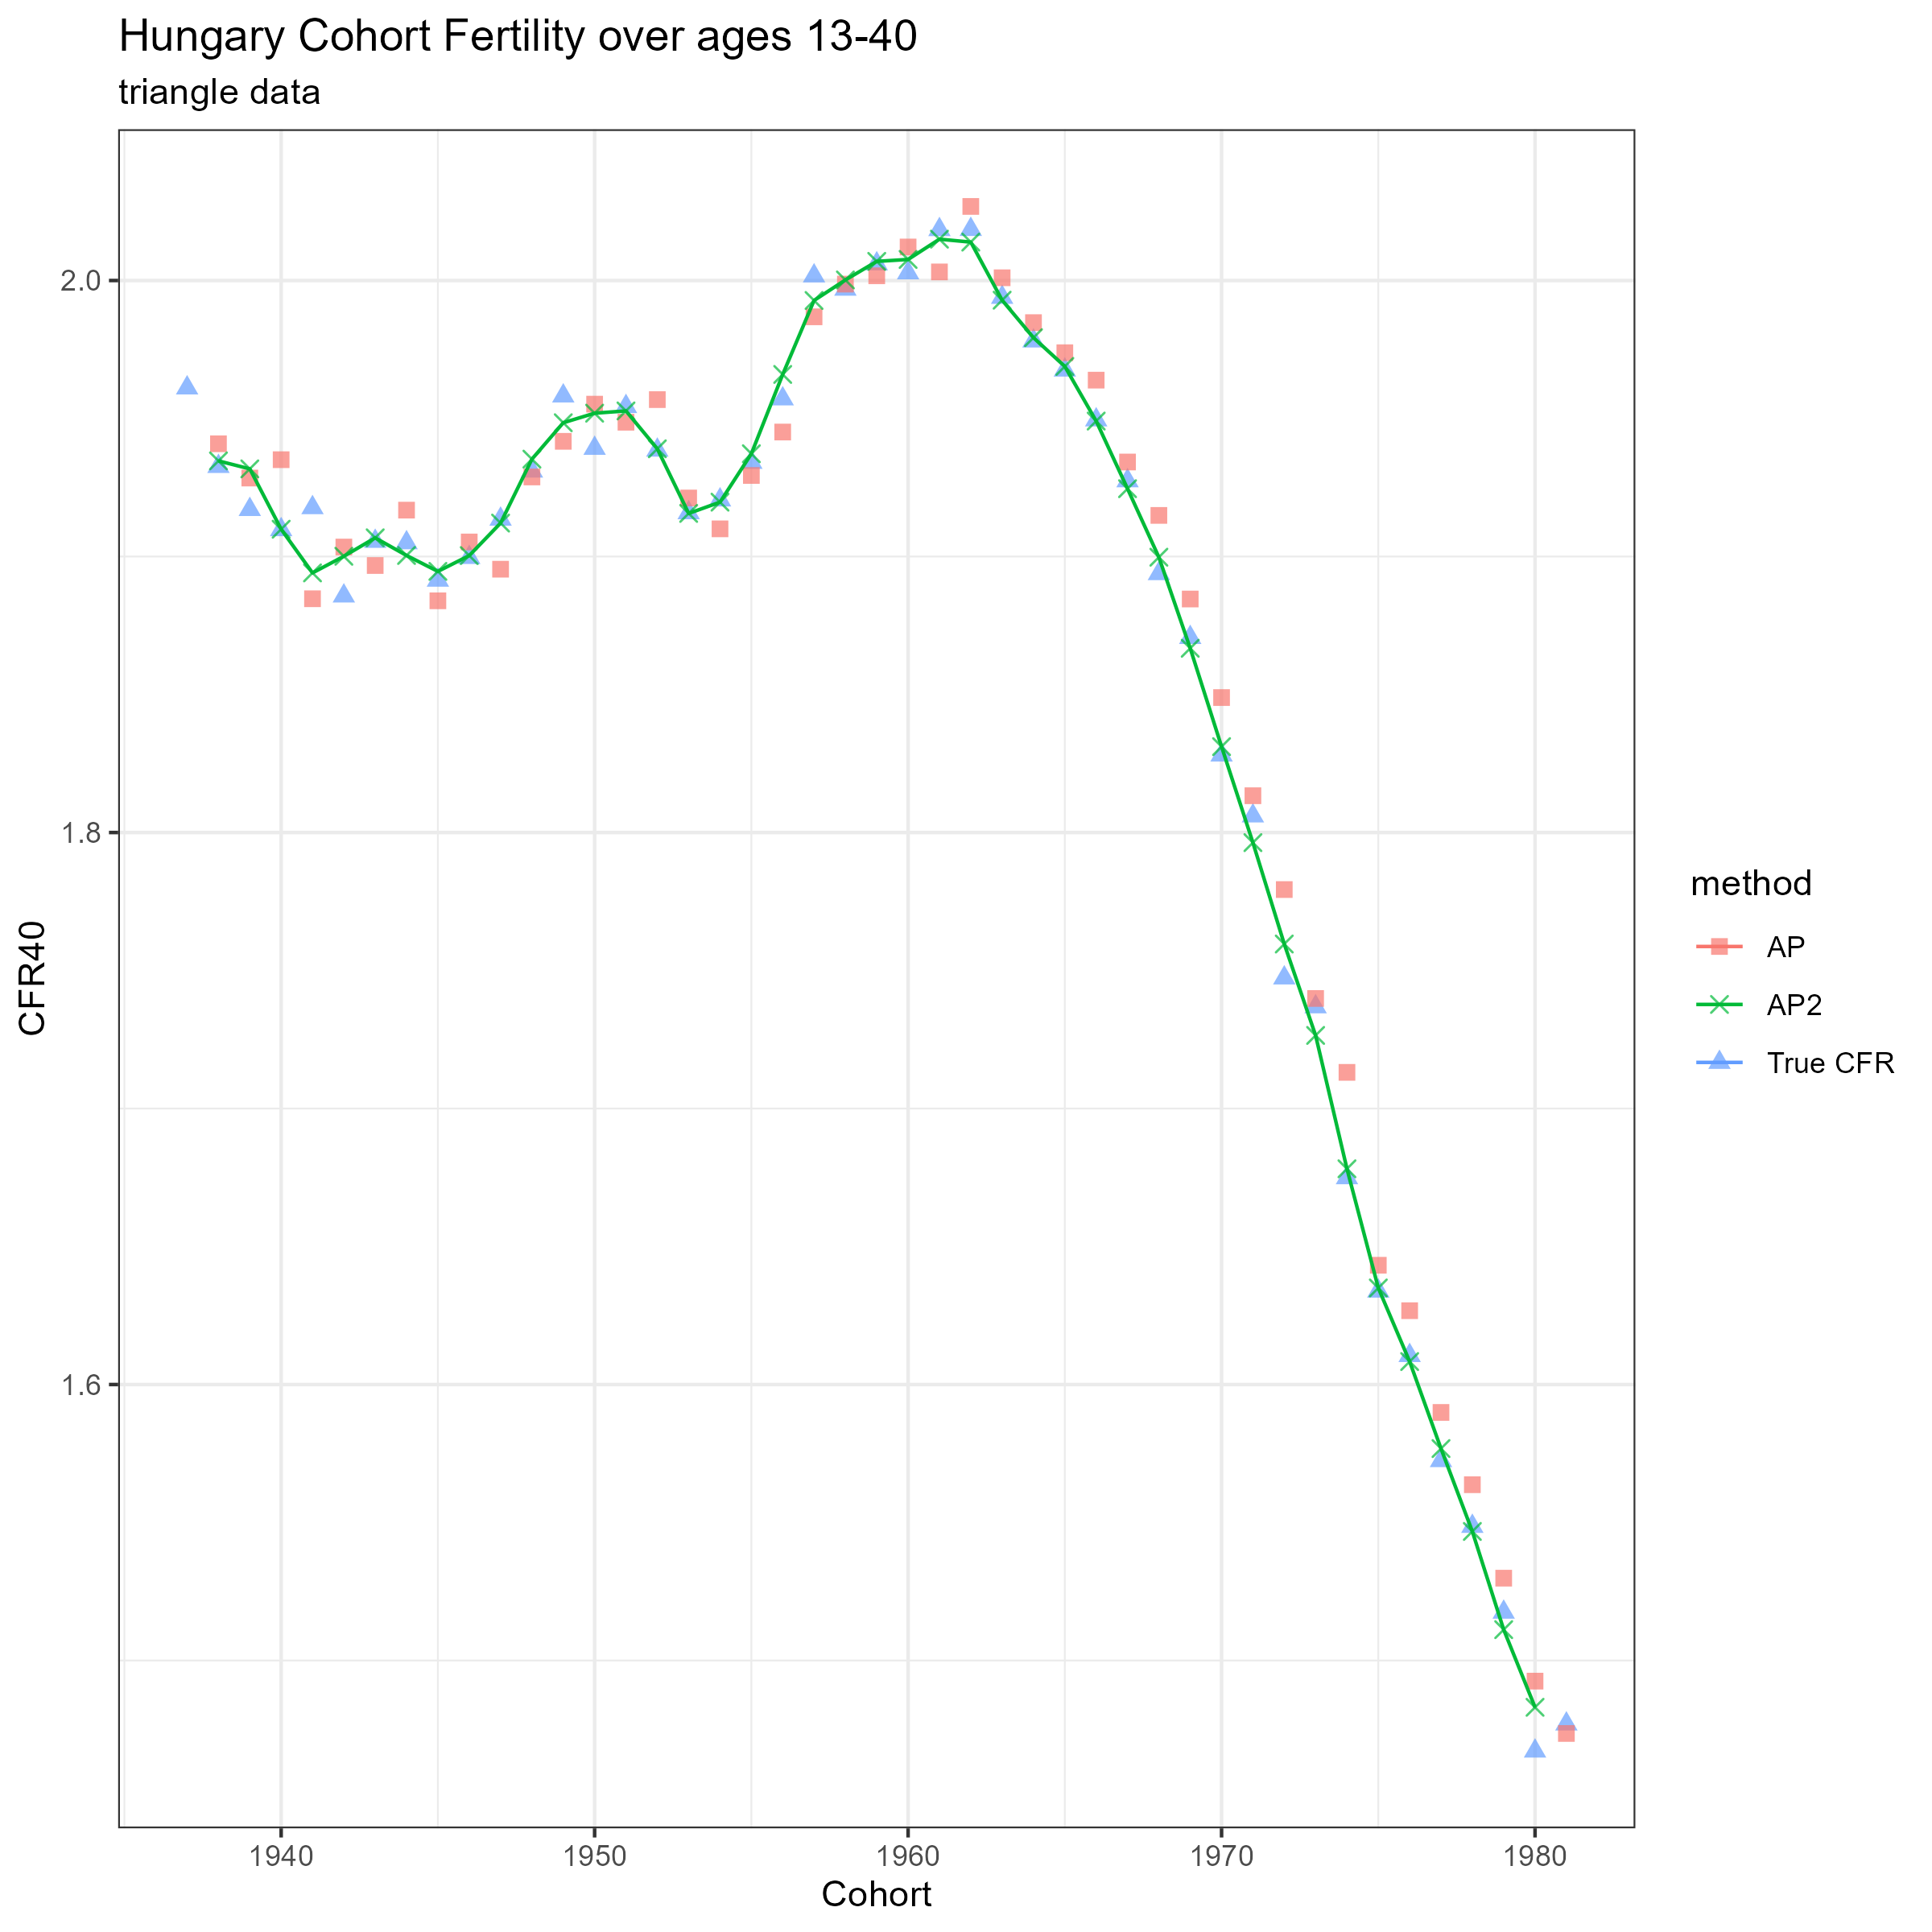 Hungary Cohort Fertility over ages 13-40
triangle data
2.0
1.8
1.6
CFR40
1940 1950 1960 1970 1980
Cohort
method
AP
AP2
True CFR